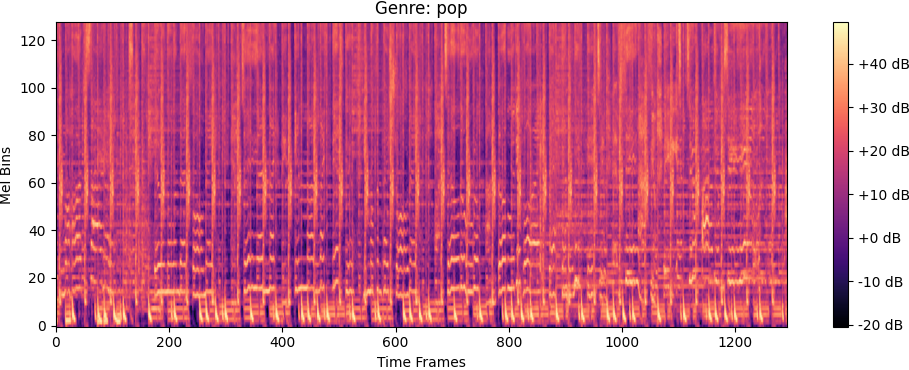 Genre: pop
Mel Bins
120
100
80
60
40
20
0
0 200 400 600 800 1000 1200
Time Frames
+40 dB
+30 dB
+20 dB
+10 dB
+0 dB
-10 dB
-20 dB